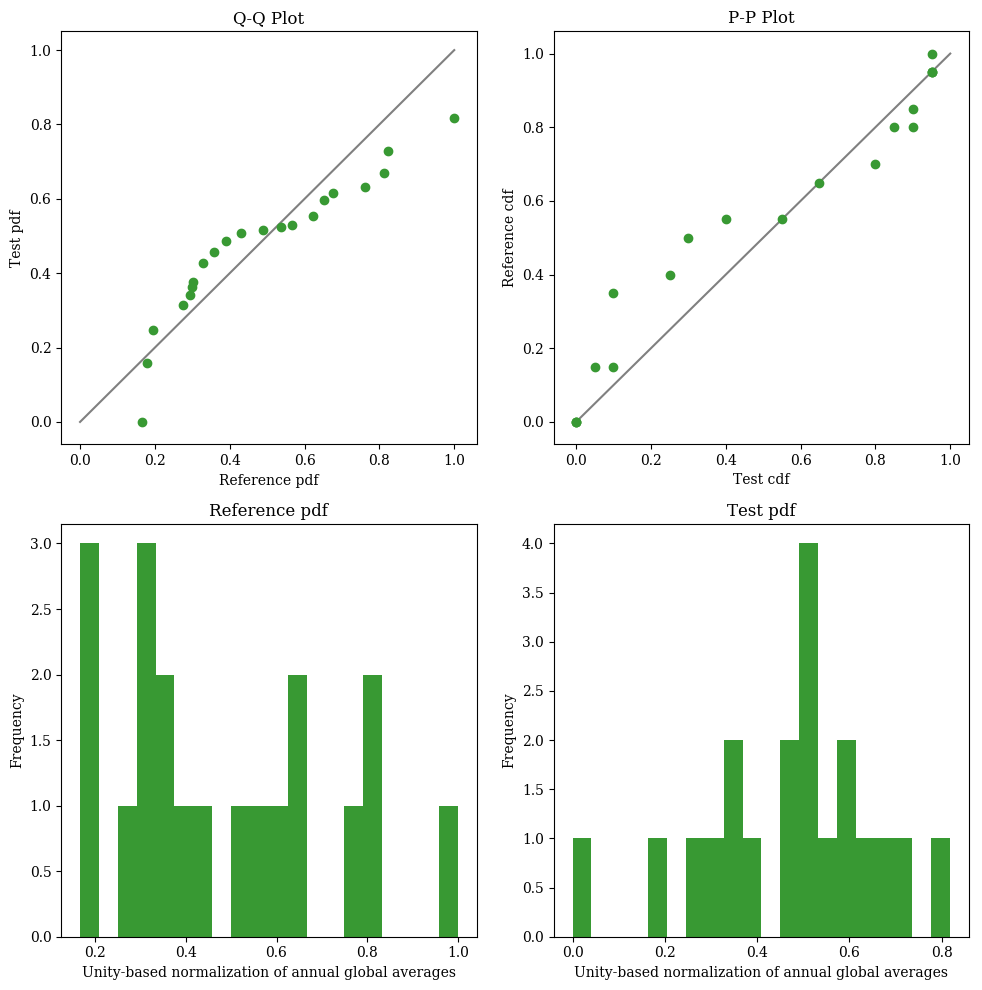 Q-Q Plot
Test pdf
1.0
0.8
0.6
0.4
0.2
0.0
0.0 0.2 0.4 0.6 0.8 1.0
Reference pdf
P-P Plot
Reference cdf
1.0
0.8
0.6
0.4
0.2
0.0
0.0 0.2 0.4 0.6 0.8 1.0
Test cdf
Reference pdf
Frequency
3.0
2.5
2.0
1.5
1.0
0.5
0.0
0.2 0.4 0.6 0.8 1.0
Unity-based normalization of annual global averages
Test pdf
Frequency
4.0
3.5
3.0
2.5
2.0
1.5
1.0
0.5
0.0
0.0 0.2 0.4 0.6 0.8
Unity-based normalization of annual global averages